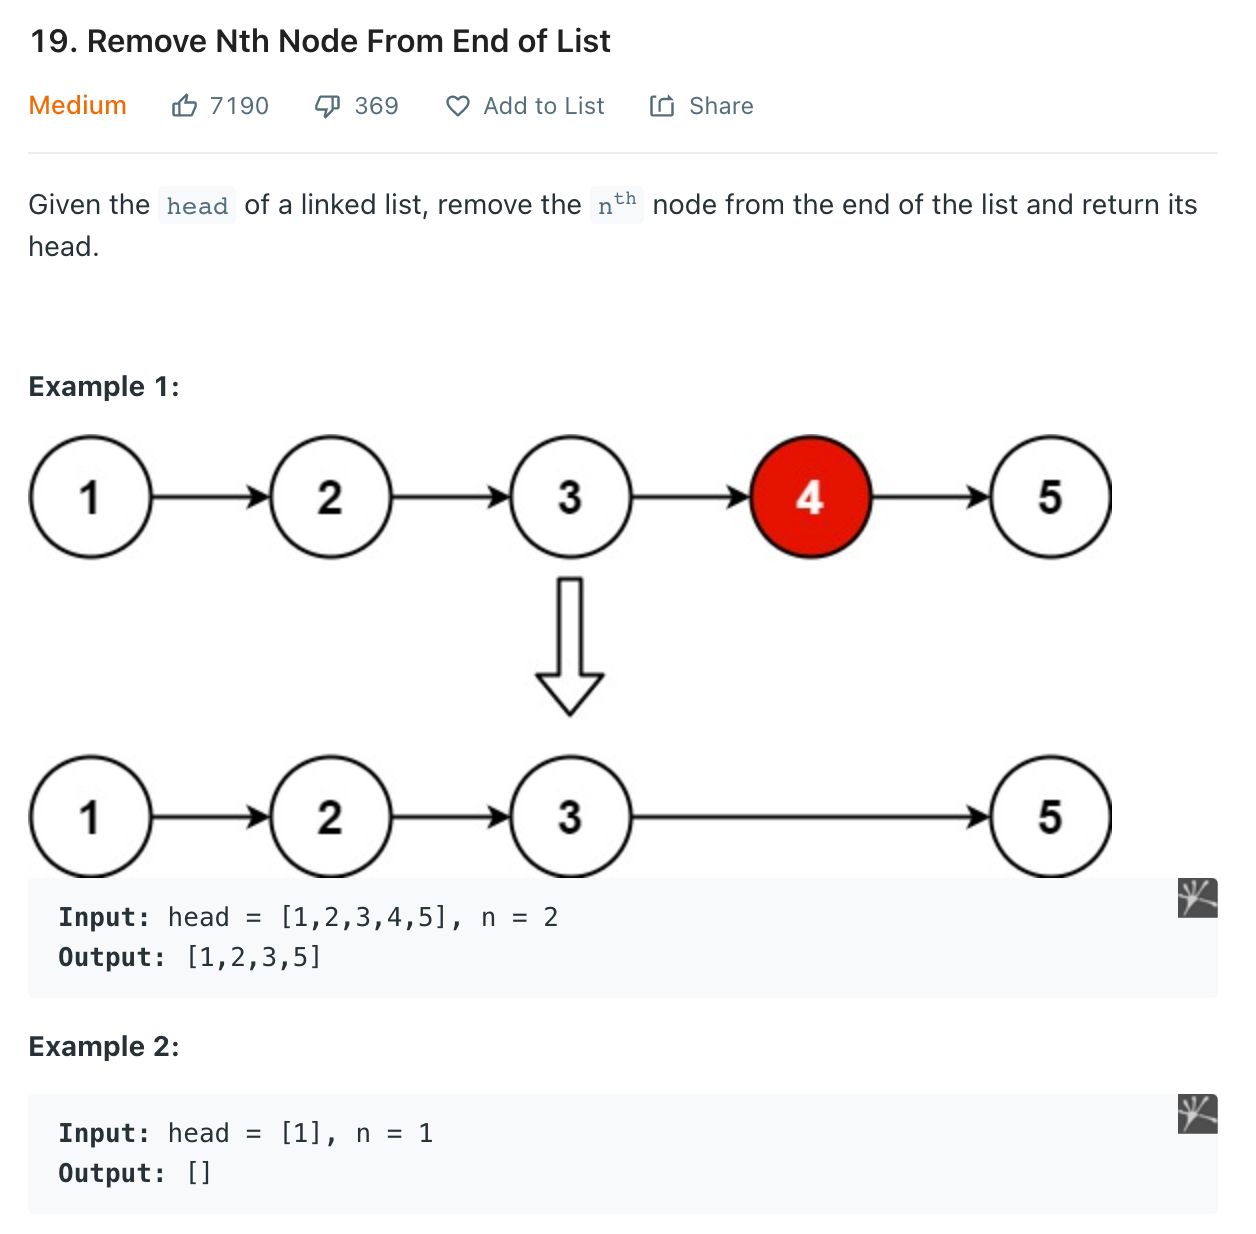 19. Remove Nth Node From End of List
Medium 7190 369 Add to List Share
Given the head of a linked list, remove the nth node from the end of the list and return its
head.
Example 1:
1 2 3 4 5
1 2 3 5
Input: head = [1,2,3,4,5], n = 2
Output: [1,2,3,5]
Example 2:
Input: head = [1], n = 1
Output: []